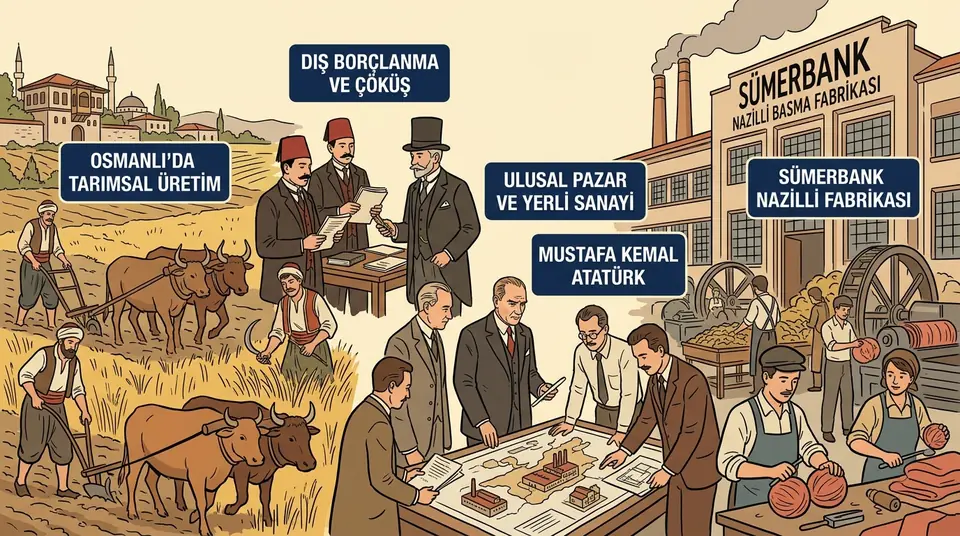 DIŞ BORÇLANMA
VE ÇÖKÜŞ
OSMANLI'DA
TARIMSAL ÜRETİM
ULUSAL PAZAR
VE YERLİ SANAYİ
MUSTAFA KEMAL
ATATÜRK
SÜMERBANK
NAZİLLİ BASMA FABRİKASI
SÜMERBANK
NAZİLLİ FABRİKASI